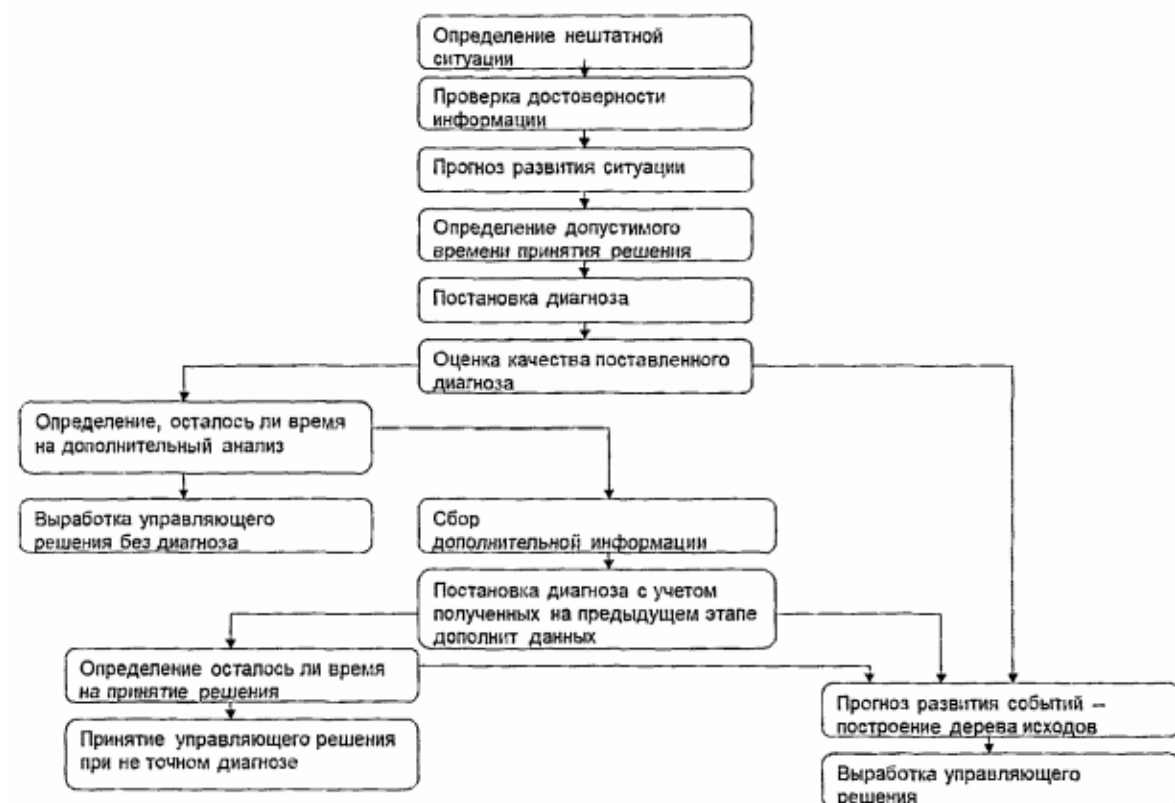 Определение нештатной
ситуации
Проверка достоверности
информации
Прогноз развития ситуации
Определение допустимого
времени принятия решения
Постановка диагноза
Оценка качества поставленного
диагноза
Определение, осталось ли время
на дополнительный анализ
Выработка управляющего
решения без диагноза
Сбор
дополнительной информации
Постановка диагноза с учетом
полученных на предыдущем этапе
дополнит данных
Определение осталось ли время
на принятие решения
Принятие управляющего решения
при не точном диагнозе
Прогноз развития событий –
построение дерева исходов
Выработка управляющего
решения